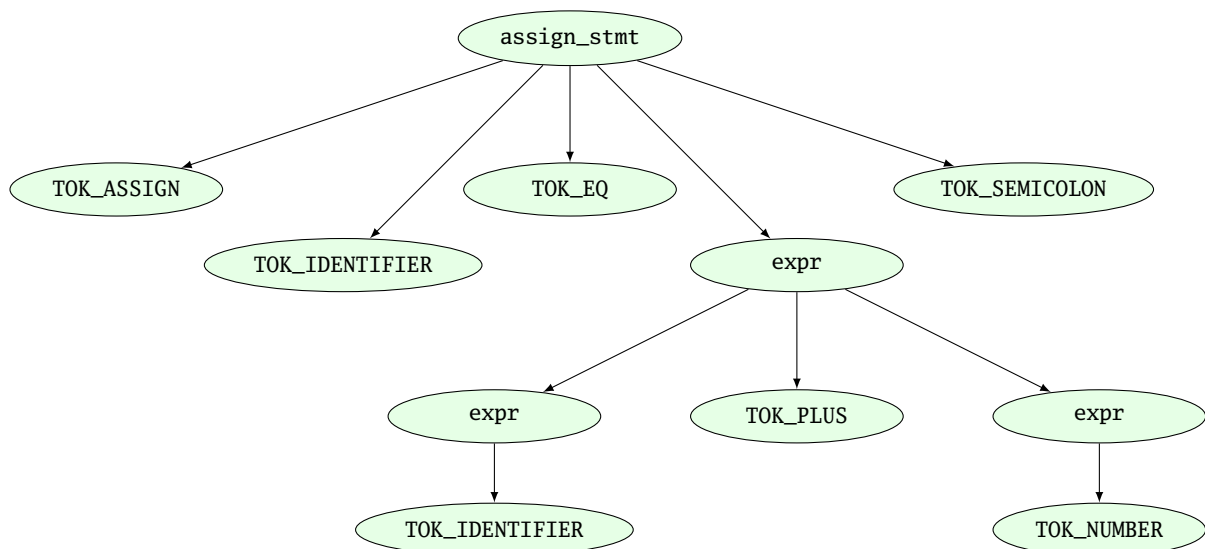 assign_stmt
TOK_ASSIGN
TOK_EQ
TOK_SEMICOLON
TOK_IDENTIFIER
expr
expr
TOK_PLUS
expr
TOK_IDENTIFIER
TOK_NUMBER